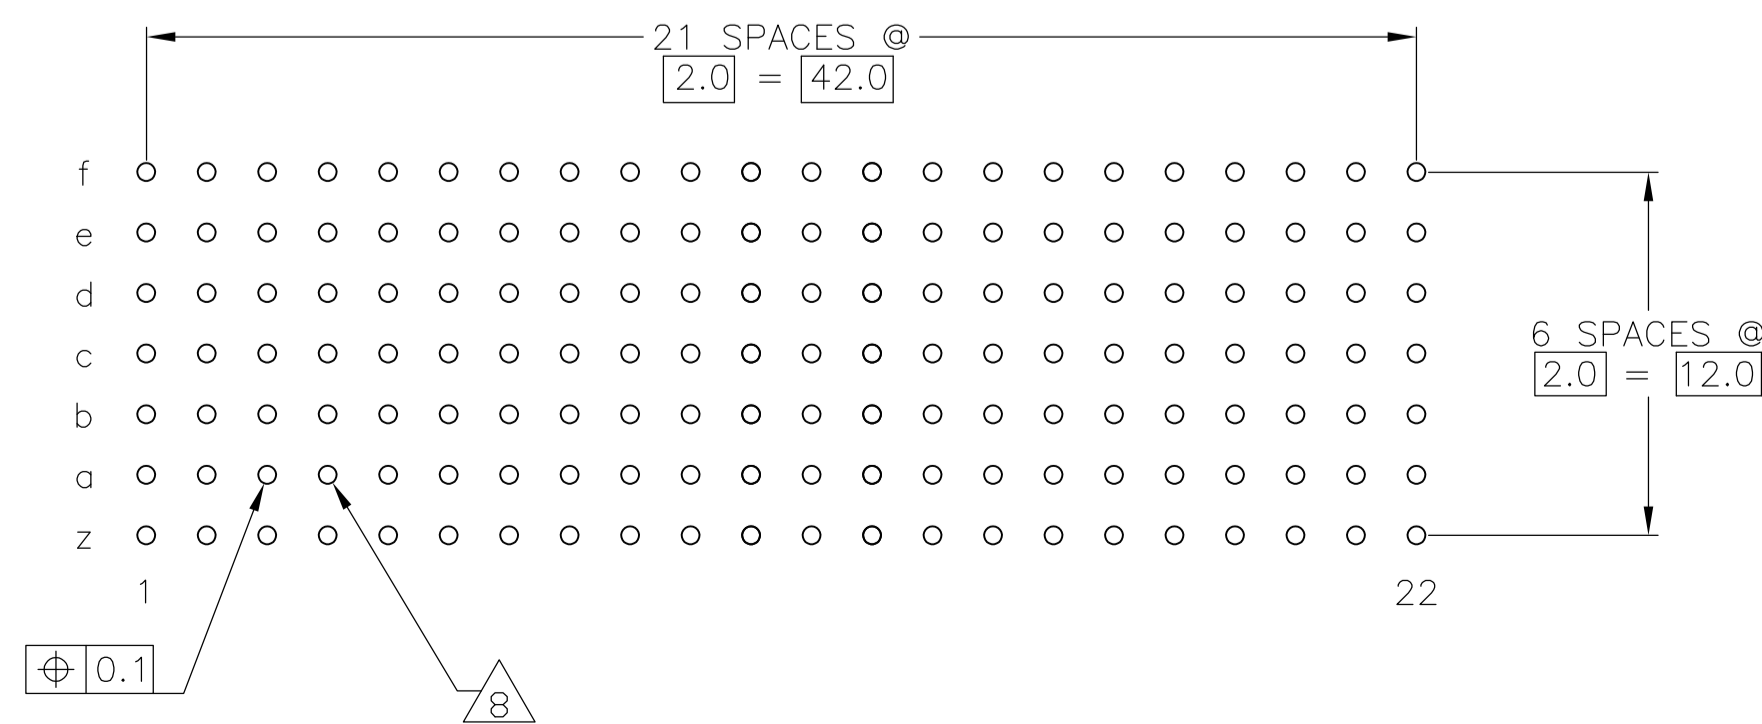 21 SPACES @
2.0 = 42.0
f
e
d
c
b
a
z
6 SPACES @
2.0 = 12.0
1
22
⌖ 0.1
8